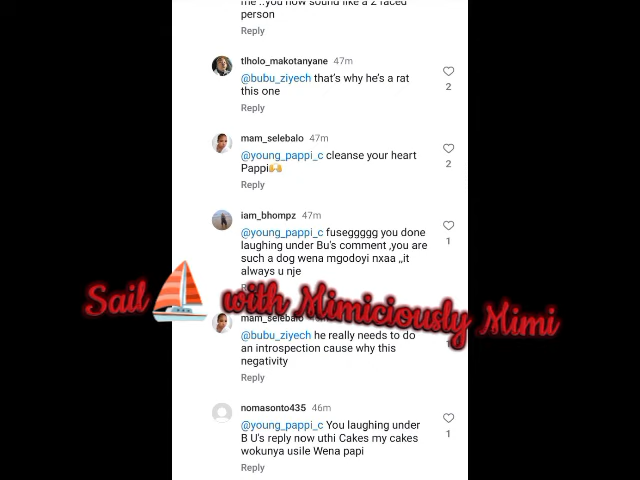 me ..you now sound like a 2 faced
person
Reply
tlholo_makotanyane 47m
@bubu_ziyech that's why he's a rat
this one
2
Reply
mam_selebalo 47m
@young_pappi_c cleanse your heart
Pappi🙌
2
Reply
iam_bhompz 47m
@young_pappi_c fuseggggg you done
laughing under Bu's comment ,you are
such a dog wena mgodoyi nxaa ,,it
always u nje
1
Sail ⛵ with Mimiciously Mimi
mam_selebalo
@bubu_ziyech he really needs to do
an introspection cause why this
negativity
Reply
nomasonto435 46m
@young_pappi_c You laughing under
B U's reply now uthi Cakes my cakes
wokunya usile Wena papi
1
Reply